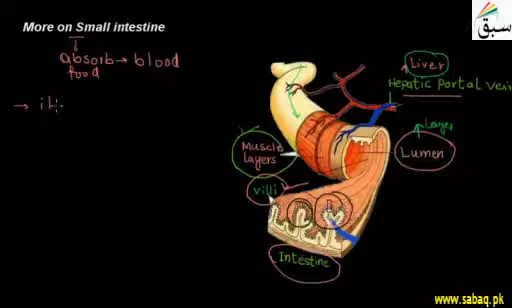 More on Small intestine
absorb → blood
food
→ it
سبق
Liver
Hepatic Portal Vein
Layer
Muscle
Layers
Lumen
villi
Intestine
www.sabaq.pk